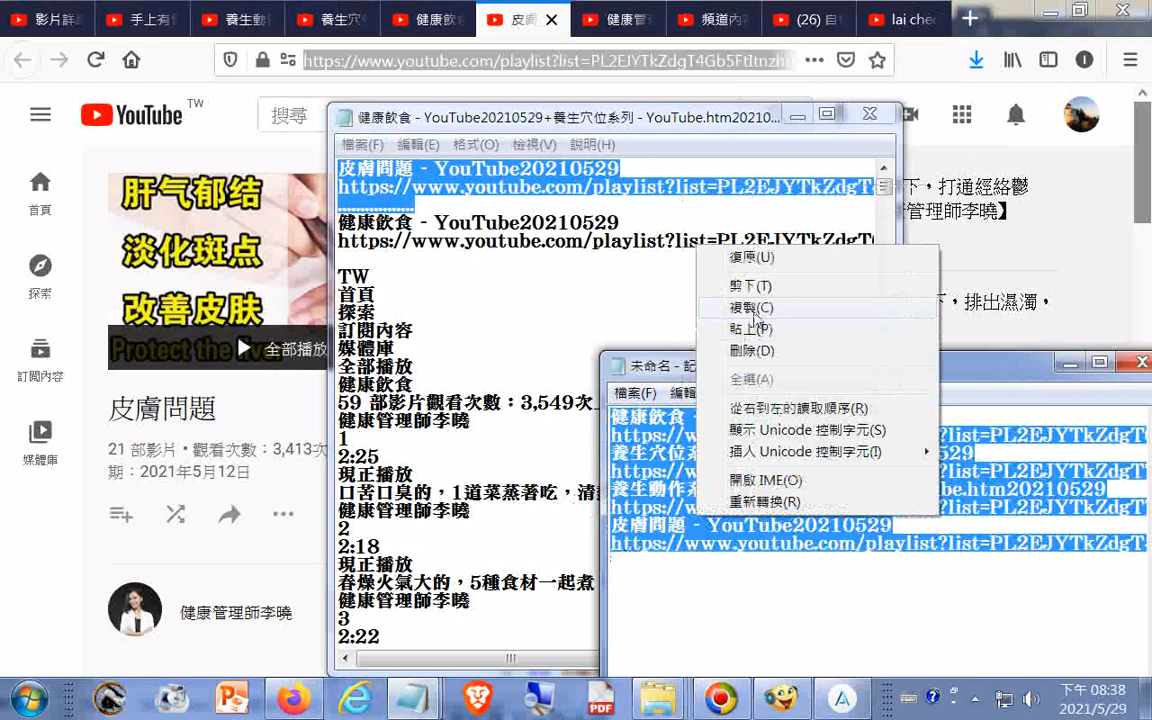 影片詳
手上有
養生動
養生穴
健康飲
皮膚
健康管
頻道內
(26) 自
lai che
https://www.youtube.com/playlist?list=PL2EJYTkZdgT4Gb5FtItnzh
YouTube TW
搜尋
首頁
探索
訂閱內容
媒體庫
肝气郁结
淡化斑点
改善皮肤
Protect the liver
全部播放
皮膚問題
21 部影片・觀看次數：3,413次
期：2021年5月12日
健康管理師李曉
下，打通經絡鬱
管理師李曉】
下，排出濕濁，
健康飲食 - YouTube20210529+養生穴位系列 - YouTube.htm20210...
檔案(F) 編輯(E) 格式(O) 檢視(V) 說明(H)
皮膚問題 - YouTube20210529
https://www.youtube.com/playlist?list=PL2EJYTkZdgT
................
健康飲食 - YouTube20210529
https://www.youtube.com/playlist?list=PL2EJYTkZdgT
TW
首頁
探索
訂閱內容
媒體庫
全部播放
健康飲食
59 部影片觀看次數：3,549次
健康管理師李曉
1
2:25
現正播放
口苦口臭的，1道菜蒸著吃，清
健康管理師李曉
2
2:18
現正播放
春燥火氣大的，5種食材一起煮
健康管理師李曉
3
2:22
復原(U)
剪下(T)
複製(C)
貼上(P)
刪除(D)
全選(A)
從右到左的讀取順序(R)
顯示 Unicode 控制字元(S)
插入 Unicode 控制字元(I)
開啟 IME(O)
重新轉換(R)
未命名 - 記
檔案(F) 編輯
健康飲食 -
https://w ?list=PL2EJYTkZdgT
養生穴位系 529
https://w ?list=PL2EJYTkZdgT
養生動作系 be.htm20210529
https://w ?list=PL2EJYTkZdgT
皮膚問題 - YouTube20210529
https://www.youtube.com/playlist?list=PL2EJYTkZdgT
PDF
下午 08:38
2021/5/29